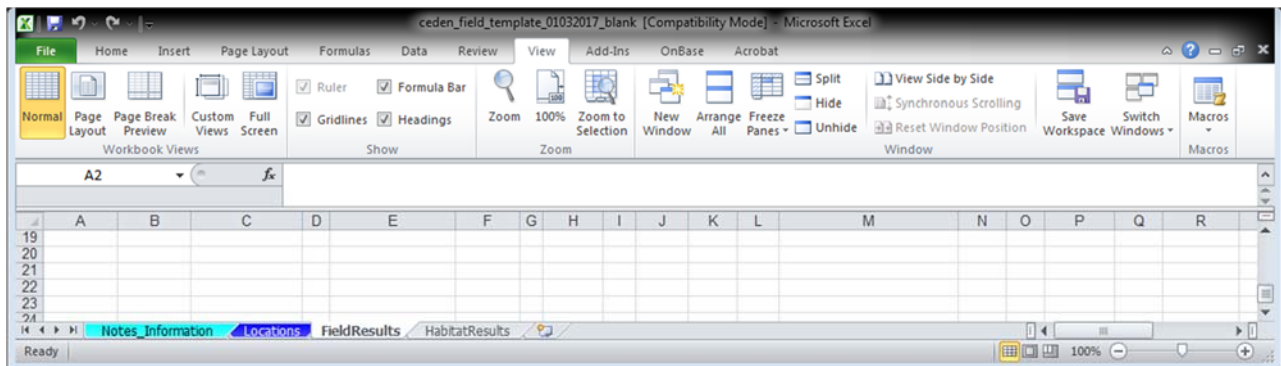 ceden_field_template_01032017_blank [Compatibility Mode] - Microsoft Excel
File Home Insert Page Layout Formulas Data Review View Add-Ins OnBase Acrobat
Normal Page Layout Page Break Preview Custom Views Full Screen
Workbook Views
Ruler Formula Bar
Gridlines Headings
Show
Zoom 100% Zoom to Selection
Zoom
New Window Arrange All Freeze Panes
Split
Hide
Unhide
View Side by Side
Synchronous Scrolling
Reset Window Position
Save Workspace Switch Windows
Window
Macros
Macros
A2 fx
A B C D E F G H I J K L M N O P Q R
19
20
21
22
23
24
Notes_Information Locations FieldResults HabitatResults
Ready 100%